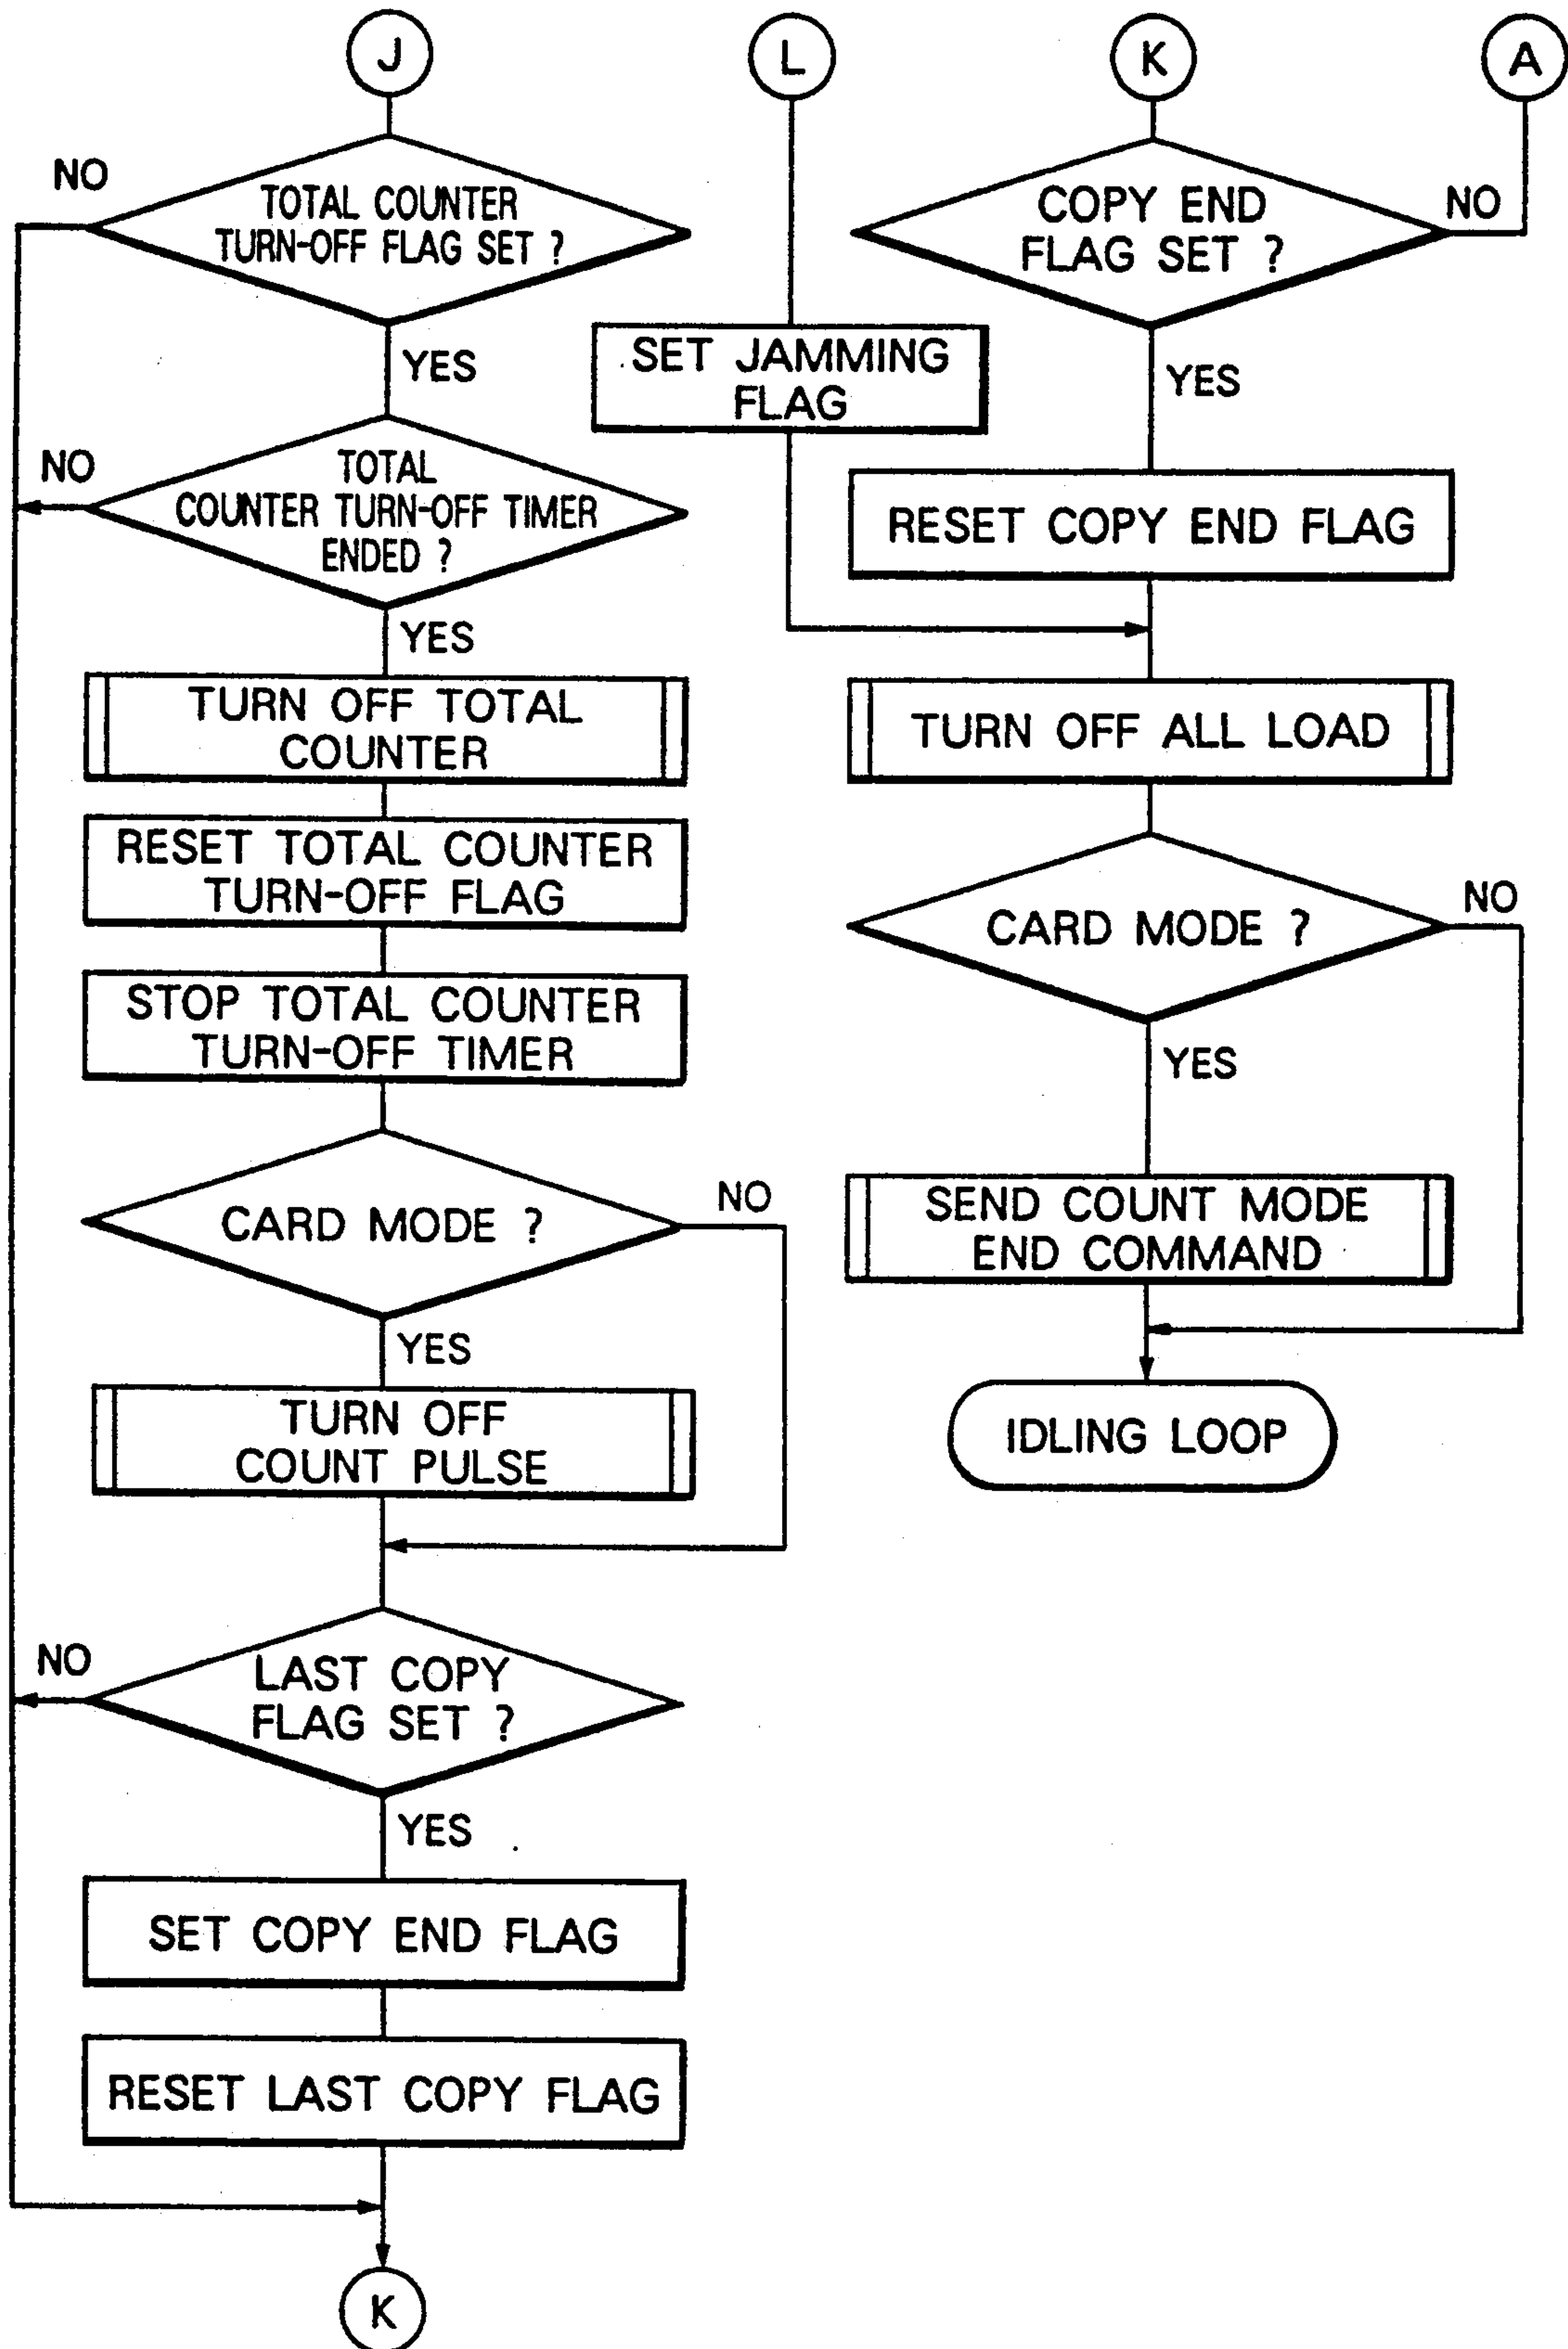 J
NO
TOTAL COUNTER
TURN-OFF FLAG SET ?
YES
NO
TOTAL
COUNTER TURN-OFF TIMER
ENDED ?
YES
TURN OFF TOTAL
COUNTER
RESET TOTAL COUNTER
TURN-OFF FLAG
STOP TOTAL COUNTER
TURN-OFF TIMER
CARD MODE ?
NO
YES
TURN OFF
COUNT PULSE
NO
LAST COPY
FLAG SET ?
YES
SET COPY END FLAG
RESET LAST COPY FLAG
K
L
SET JAMMING
FLAG
K
A
COPY END
FLAG SET ?
NO
YES
RESET COPY END FLAG
TURN OFF ALL LOAD
CARD MODE ?
NO
YES
SEND COUNT MODE
END COMMAND
IDLING LOOP